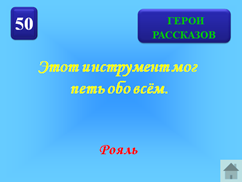 50
ГЕРОИ
РАССКАЗОВ
Этот инструмент мог
петь обо всём.
Рояль